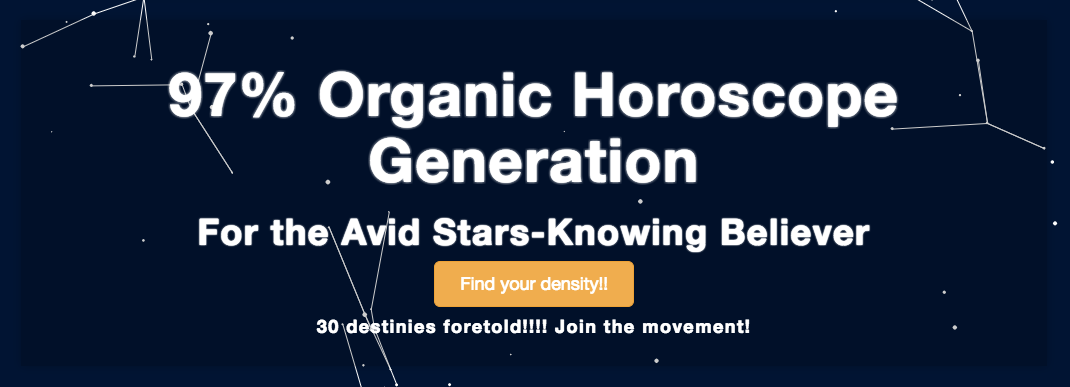 97% Organic Horoscope
Generation
For the Avid Stars-Knowing Believer
Find your density!!
30 destinies foretold!!!! Join the movement!